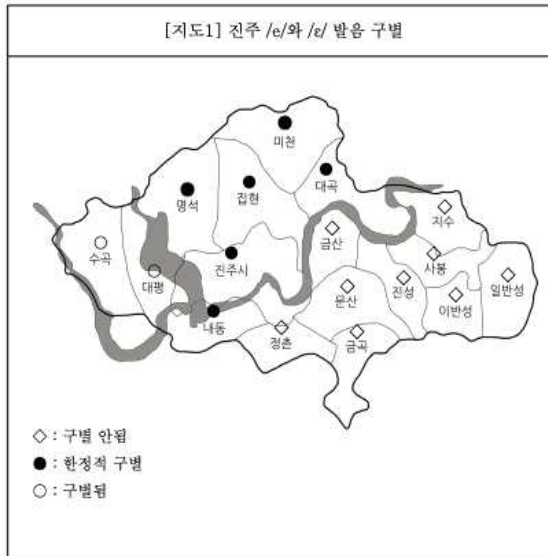 [지도1] 진주 /e/와 /ɛ/ 발음 구별
미천
대곡
명석
집현
지수
수곡
금산
사봉
대평
진주시
일반성
문산
진성
이반성
내동
정촌
금곡
◇ : 구별 안됨
● : 한정적 구별
○ : 구별됨